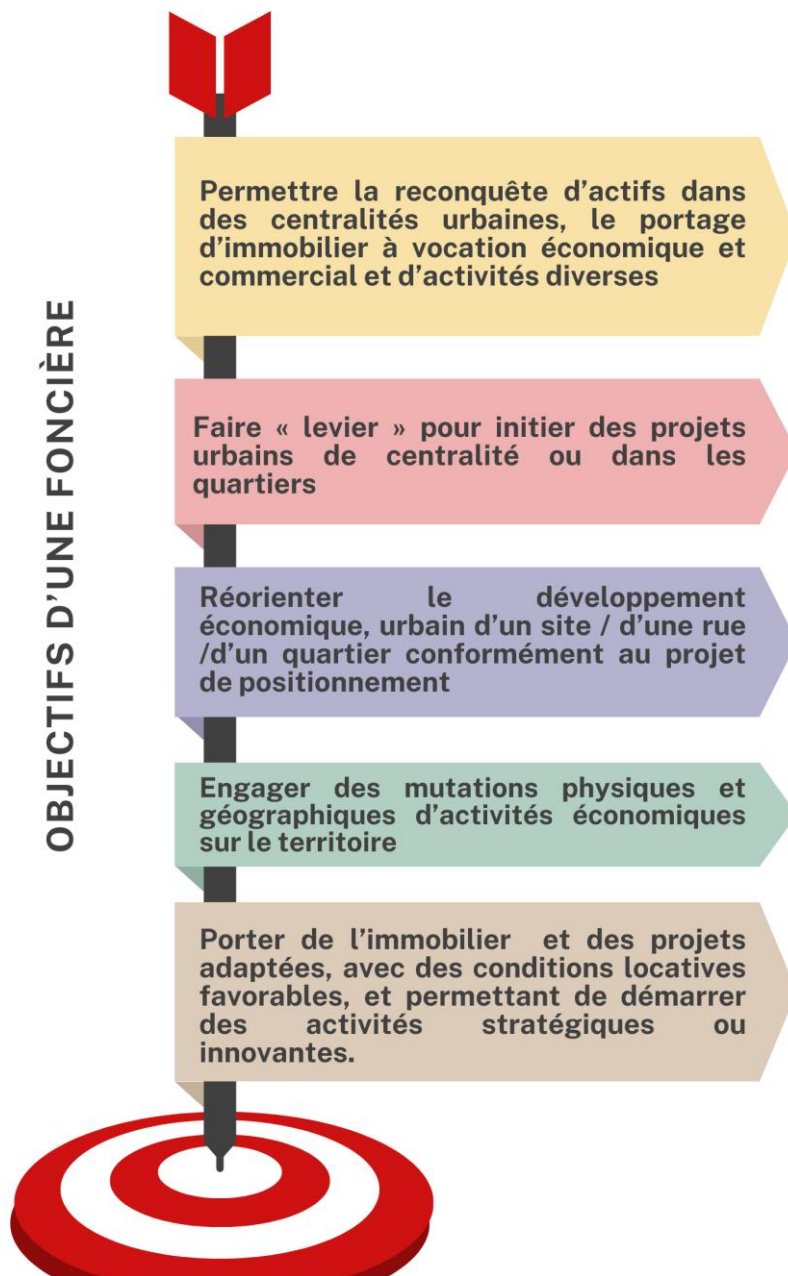 OBJECTIFS D'UNE FONCIÈRE
Permettre la reconquête d'actifs dans
des centralités urbaines, le portage
d'immobilier à vocation économique et
commercial et d'activités diverses
Faire « levier » pour initier des projets
urbains de centralité ou dans les
quartiers
Réorienter le développement
économique, urbain d'un site / d'une rue
/d'un quartier conformément au projet
de positionnement
Engager des mutations physiques et
géographiques d'activités économiques
sur le territoire
Porter de l'immobilier et des projets
adaptées, avec des conditions locatives
favorables, et permettant de démarrer
des activités stratégiques ou
innovantes.